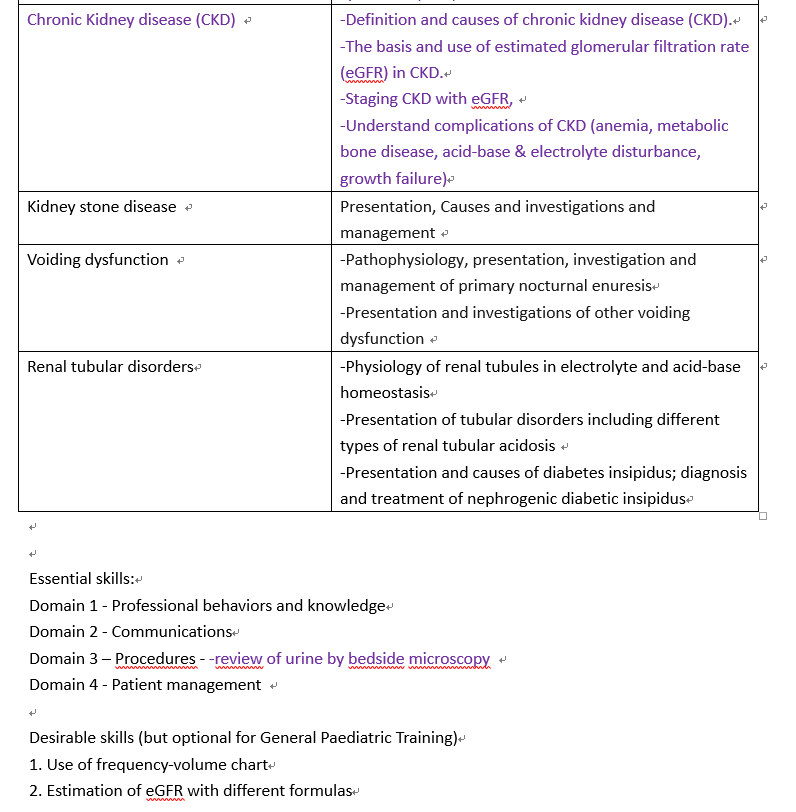 Chronic Kidney disease (CKD)
-Definition and causes of chronic kidney disease (CKD).
-The basis and use of estimated glomerular filtration rate
(eGFR) in CKD.
-Staging CKD with eGFR,
-Understand complications of CKD (anemia, metabolic
bone disease, acid-base & electrolyte disturbance,
growth failure)
Kidney stone disease
Presentation, Causes and investigations and
management
Voiding dysfunction
-Pathophysiology, presentation, investigation and
management of primary nocturnal enuresis
-Presentation and investigations of other voiding
dysfunction
Renal tubular disorders
-Physiology of renal tubules in electrolyte and acid-base
homeostasis
-Presentation of tubular disorders including different
types of renal tubular acidosis
-Presentation and causes of diabetes insipidus; diagnosis
and treatment of nephrogenic diabetic insipidus
Essential skills:
Domain 1 - Professional behaviors and knowledge
Domain 2 - Communications
Domain 3 – Procedures - -review of urine by bedside microscopy
Domain 4 - Patient management
Desirable skills (but optional for General Paediatric Training)
1. Use of frequency-volume chart
2. Estimation of eGFR with different formulas